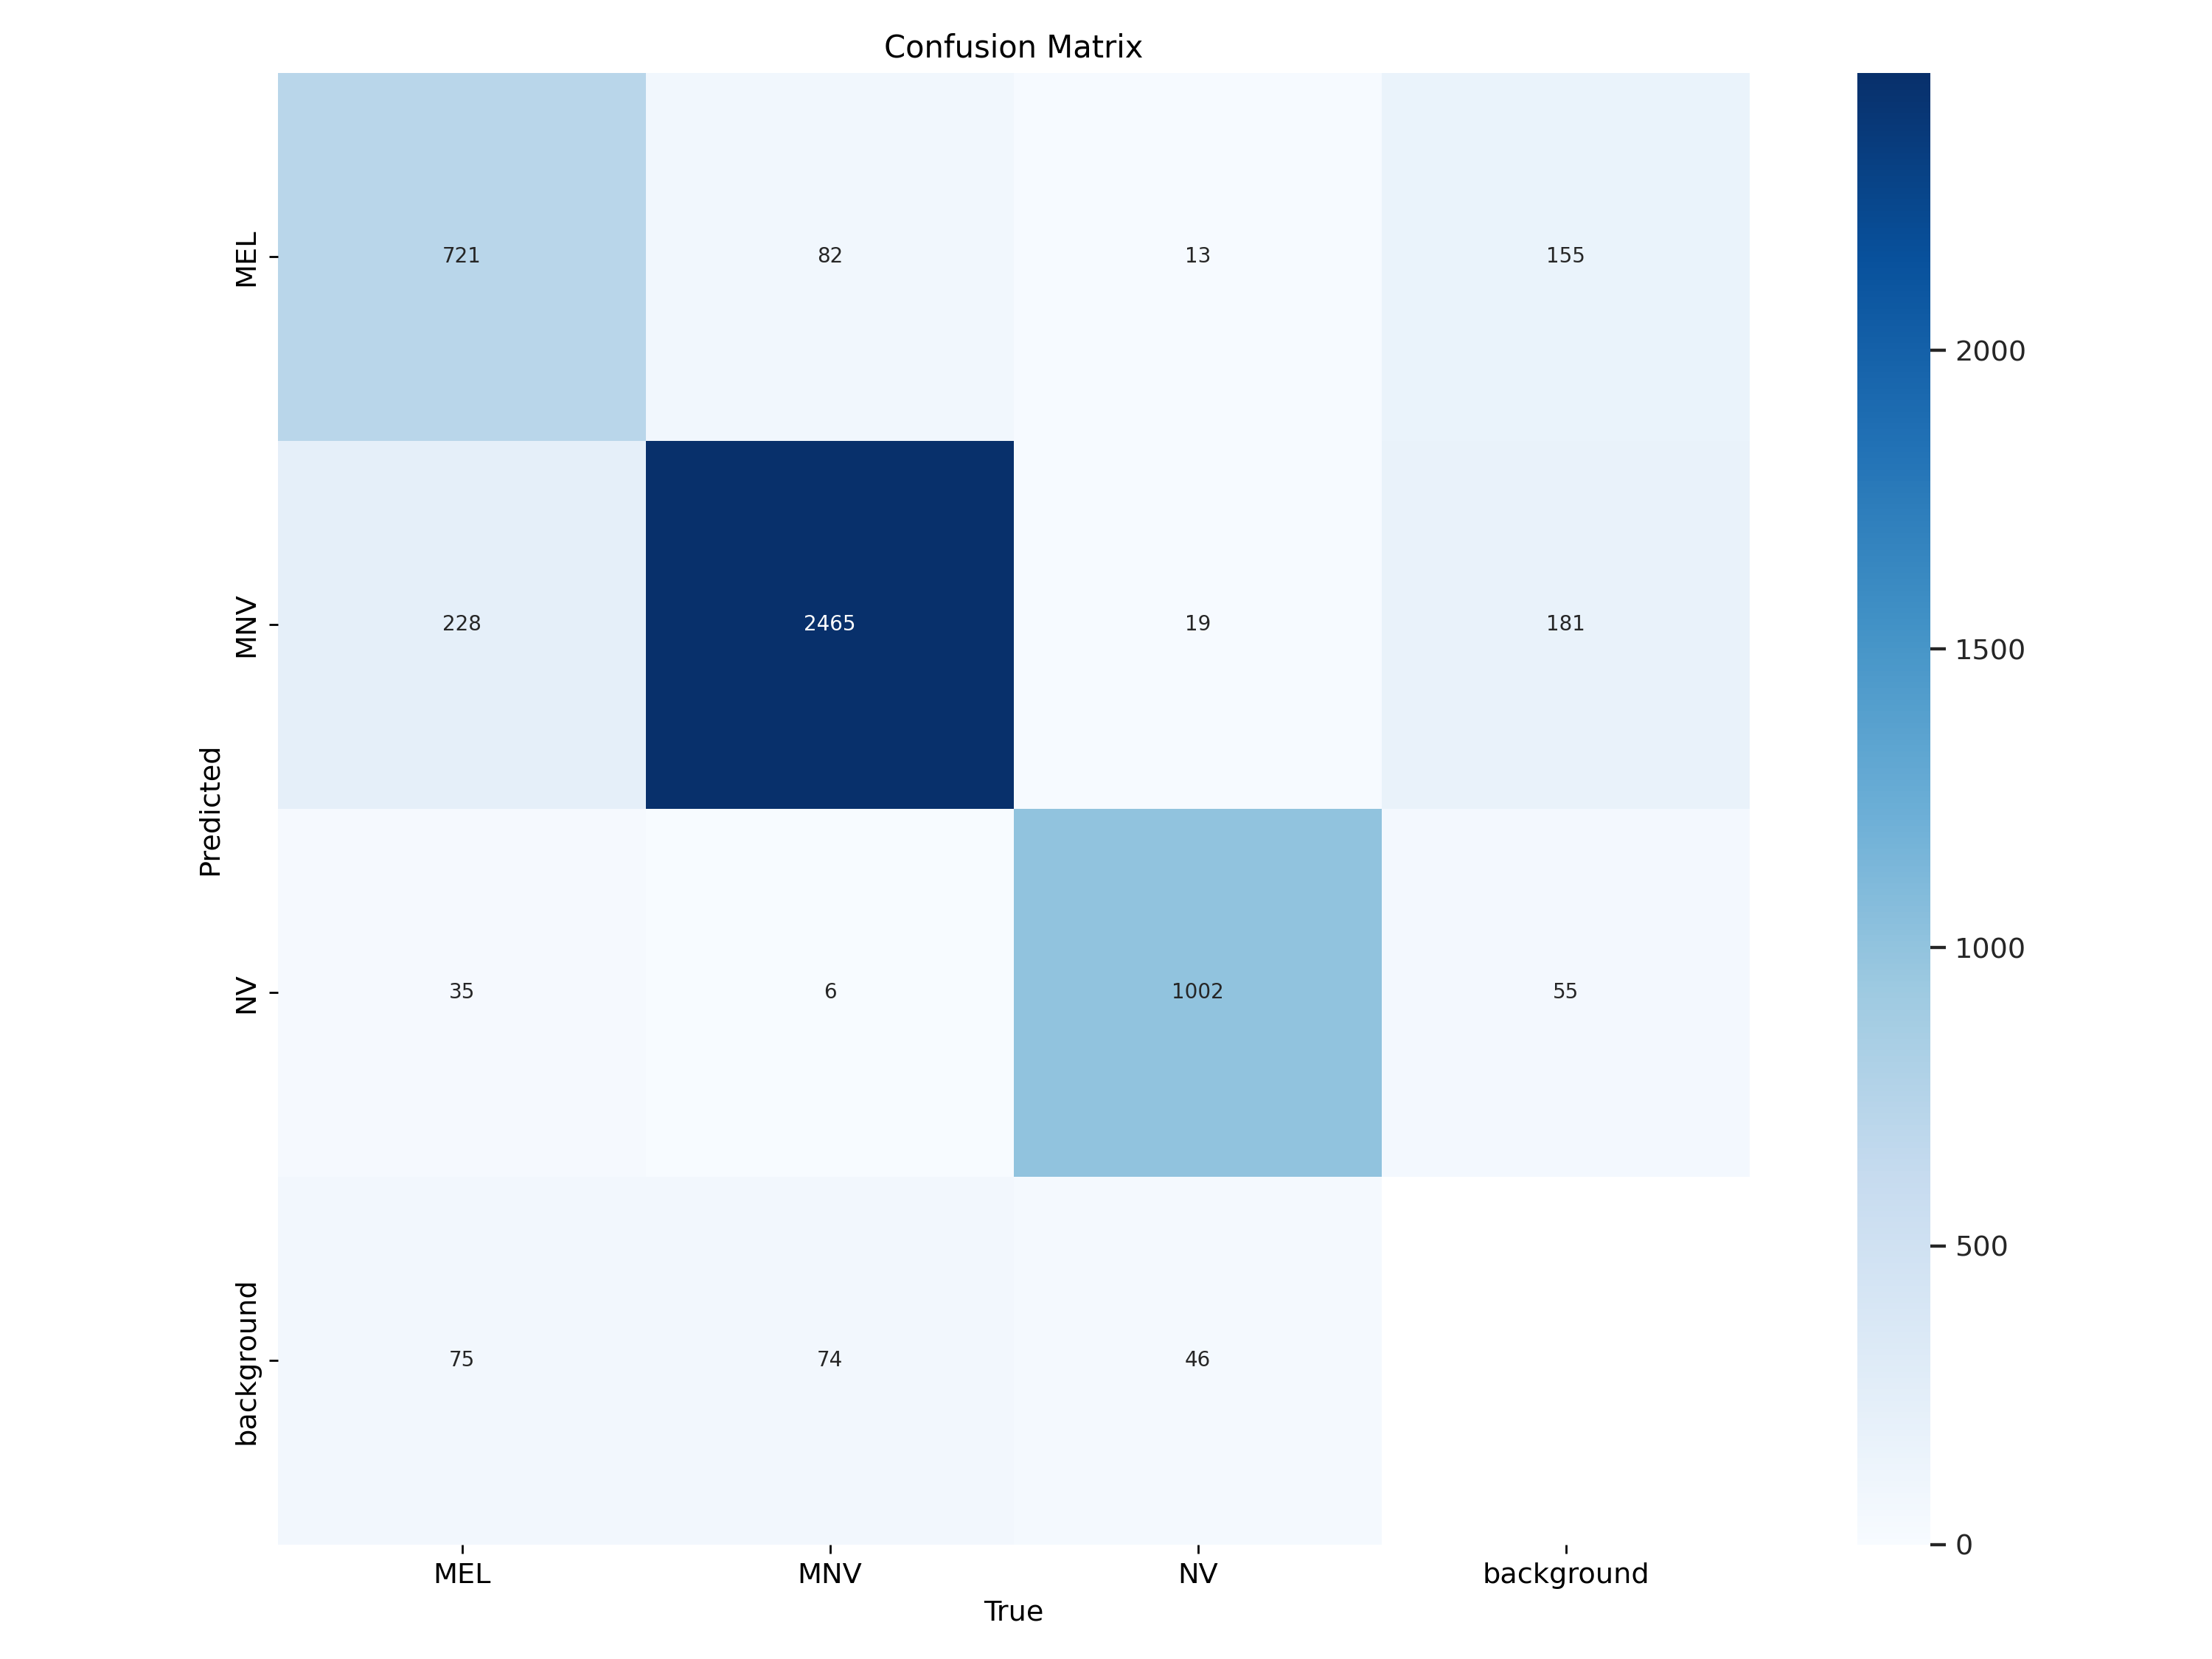 Confusion Matrix
Predicted
MEL
721
82
13
155
MNV
228
2465
19
181
NV
35
6
1002
55
background
75
74
46
MEL
MNV
NV
background
True
2000
1500
1000
500
0